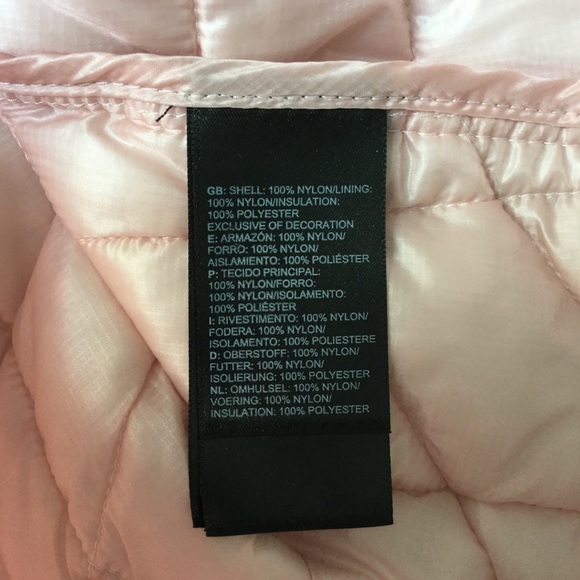 GB: SHELL: 100% NYLON/LINING:
100% NYLON/INSULATION:
100% POLYESTER
EXCLUSIVE OF DECORATION
E: ARMAZÓN: 100% NYLON/
FORRO: 100% NYLON/
AISLAMIENTO: 100% POLIÉSTER
P: TECIDO PRINCIPAL:
100% NYLON/FORRO:
100% NYLON/ISOLAMENTO:
100% POLIÉSTER
I: RIVESTIMENTO: 100% NYLON/
FODERA: 100% NYLON/
ISOLAMENTO: 100% POLIESTERE
D: OBERSTOFF: 100% NYLON/
FUTTER: 100% NYLON/
ISOLIERUNG: 100% POLYESTER
NL: OMHULSEL: 100% NYLON/
VOERING: 100% NYLON/
INSULATION: 100% POLYESTER